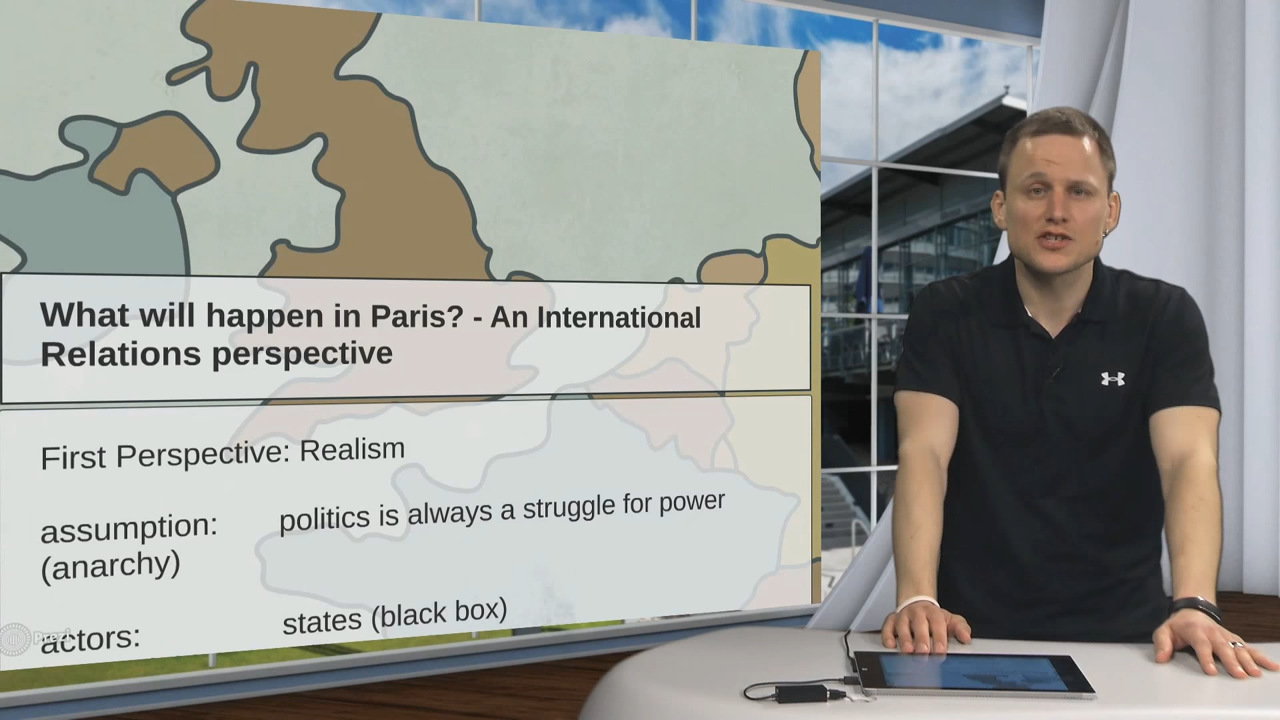 What will happen in Paris? - An International
Relations perspective
First Perspective: Realism
assumption: politics is always a struggle for power
(anarchy)
actors: states (black box)
Prezi